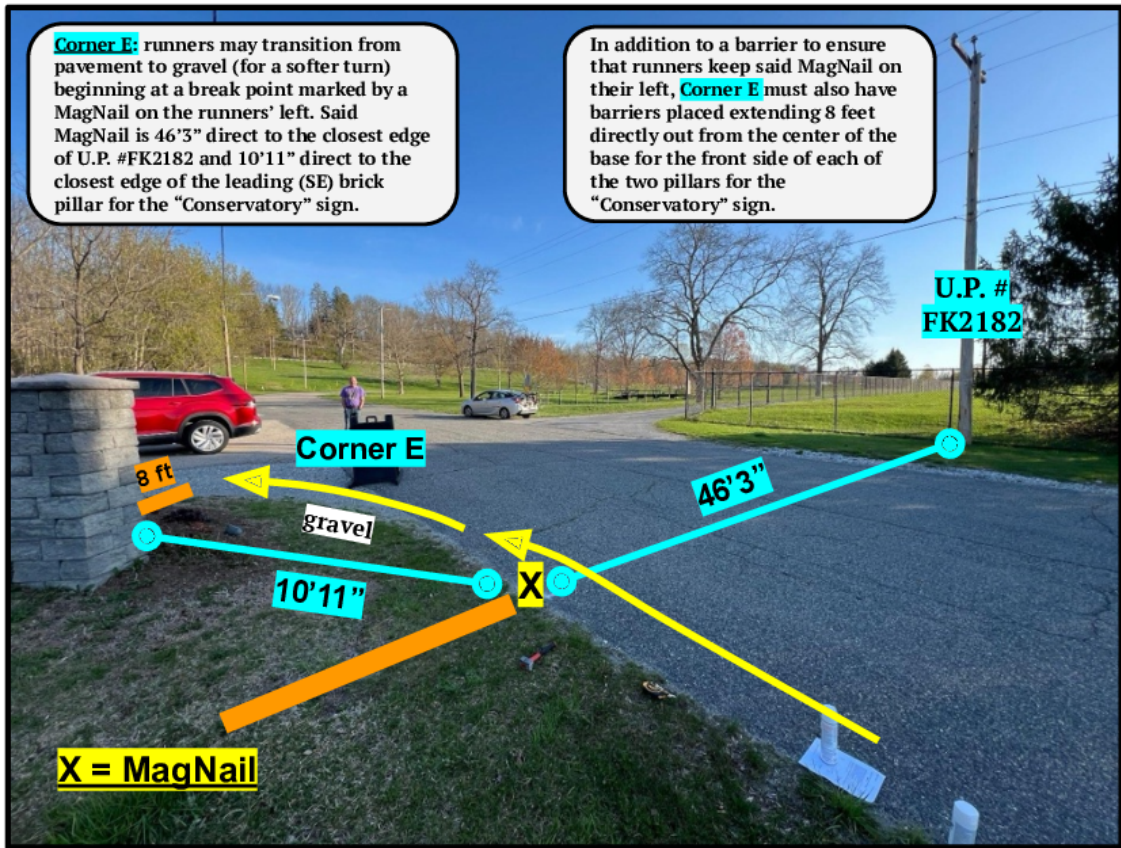 Corner E: runners may transition from
pavement to gravel (for a softer turn)
beginning at a break point marked by a
MagNail on the runners’ left. Said
MagNail is 46’3” direct to the closest edge
of U.P. #FK2182 and 10’11” direct to the
closest edge of the leading (SE) brick
pillar for the “Conservatory” sign.
In addition to a barrier to ensure
that runners keep said MagNail on
their left, Corner E must also have
barriers placed extending 8 feet
directly out from the center of the
base for the front side of each of
the two pillars for the
“Conservatory” sign.
U.P. #
FK2182
Corner E
8 ft
46’3”
gravel
10’11”
X
X = MagNail